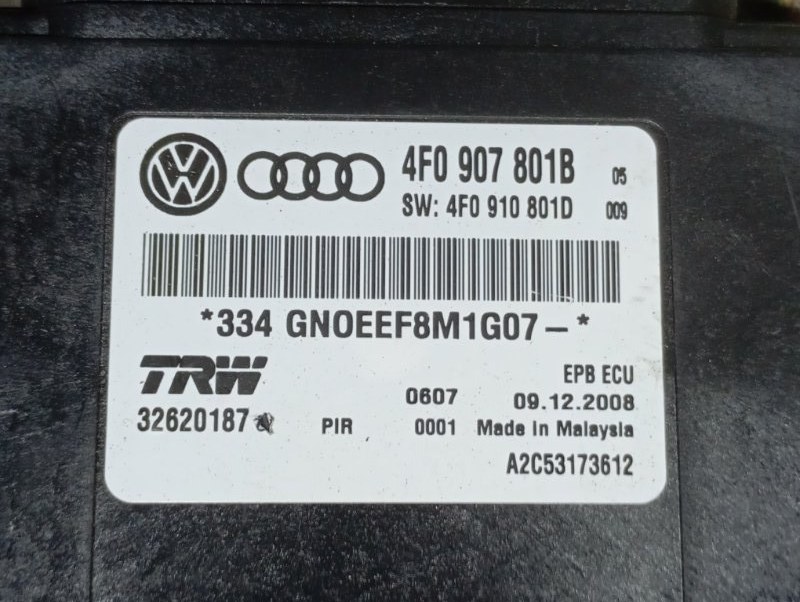 4F0 907 801B 05
SW: 4F0 910 801D 009
*334 GNOEEF8M1G07-*
TRW EPB ECU
0607 09.12.2008
32620187 PIR 0001 Made in Malaysia
A2C53173612